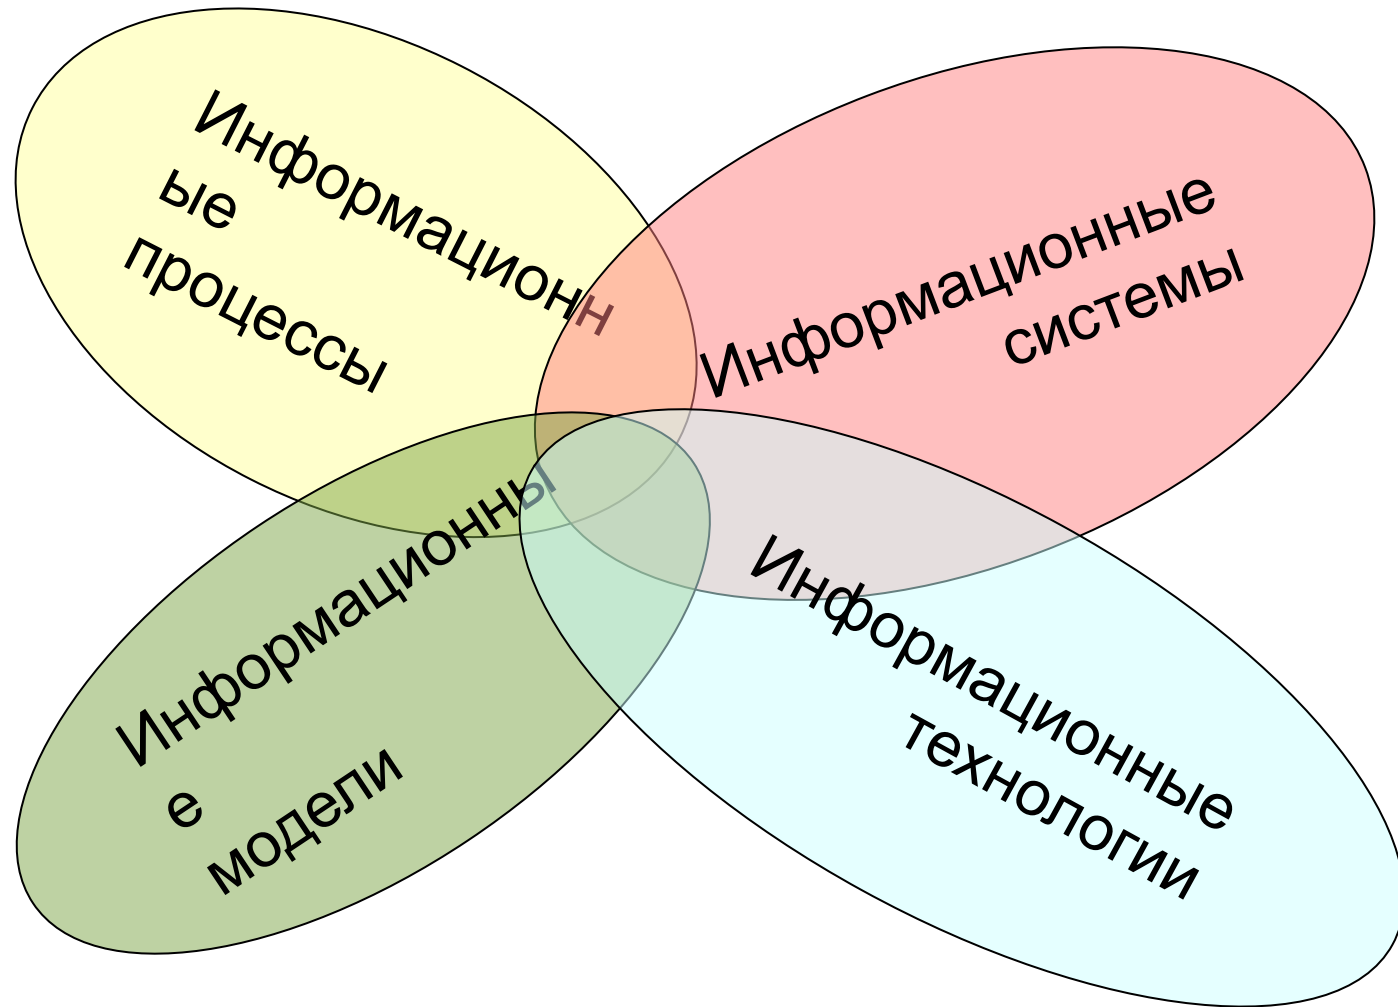 Информационн
ые
процессы
Информационные
системы
Информационны
е
модели
Информационные
технологии